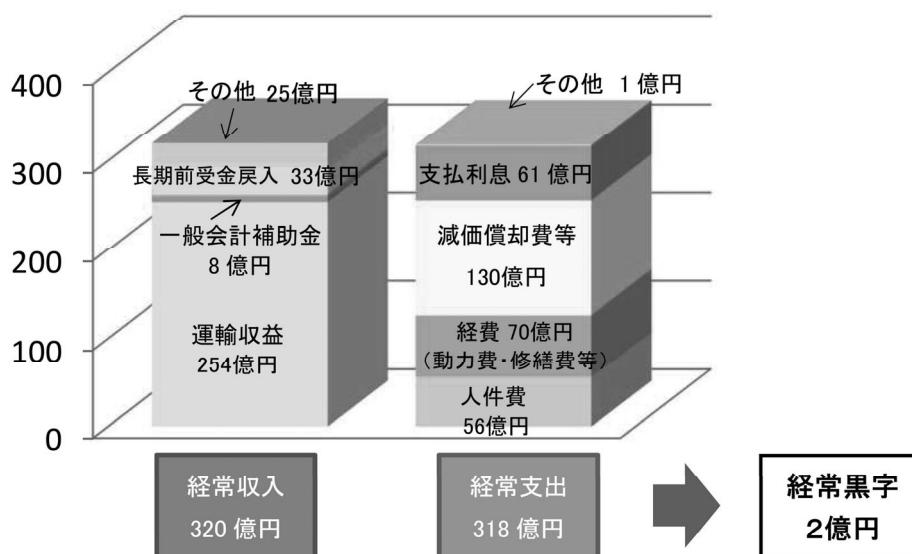 400
300
200
100
0
その他 25億円
長期前受金戻入 33億円
一般会計補助金
8 億円
運輸収益
254億円
その他 1 億円
支払利息 61 億円
減価償却費等
130億円
経費 70億円
(動力費・修繕費等)
人件費
56億円
経常収入
320 億円
経常支出
318 億円
経常黒字
2億円